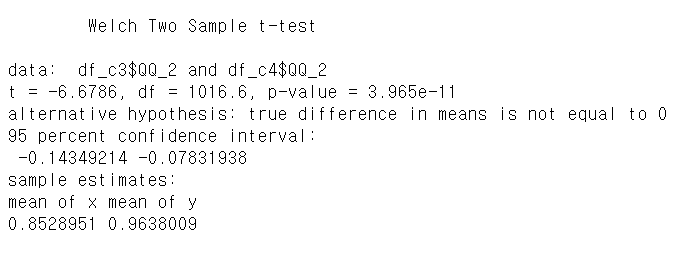 Welch Two Sample t-test
data:  df_c3$QQ_2 and df_c4$QQ_2
t = -6.6786, df = 1016.6, p-value = 3.965e-11
alternative hypothesis: true difference in means is not equal to 0
95 percent confidence interval:
-0.14349214 -0.07831938
sample estimates:
mean of x mean of y
0.8528951 0.9638009